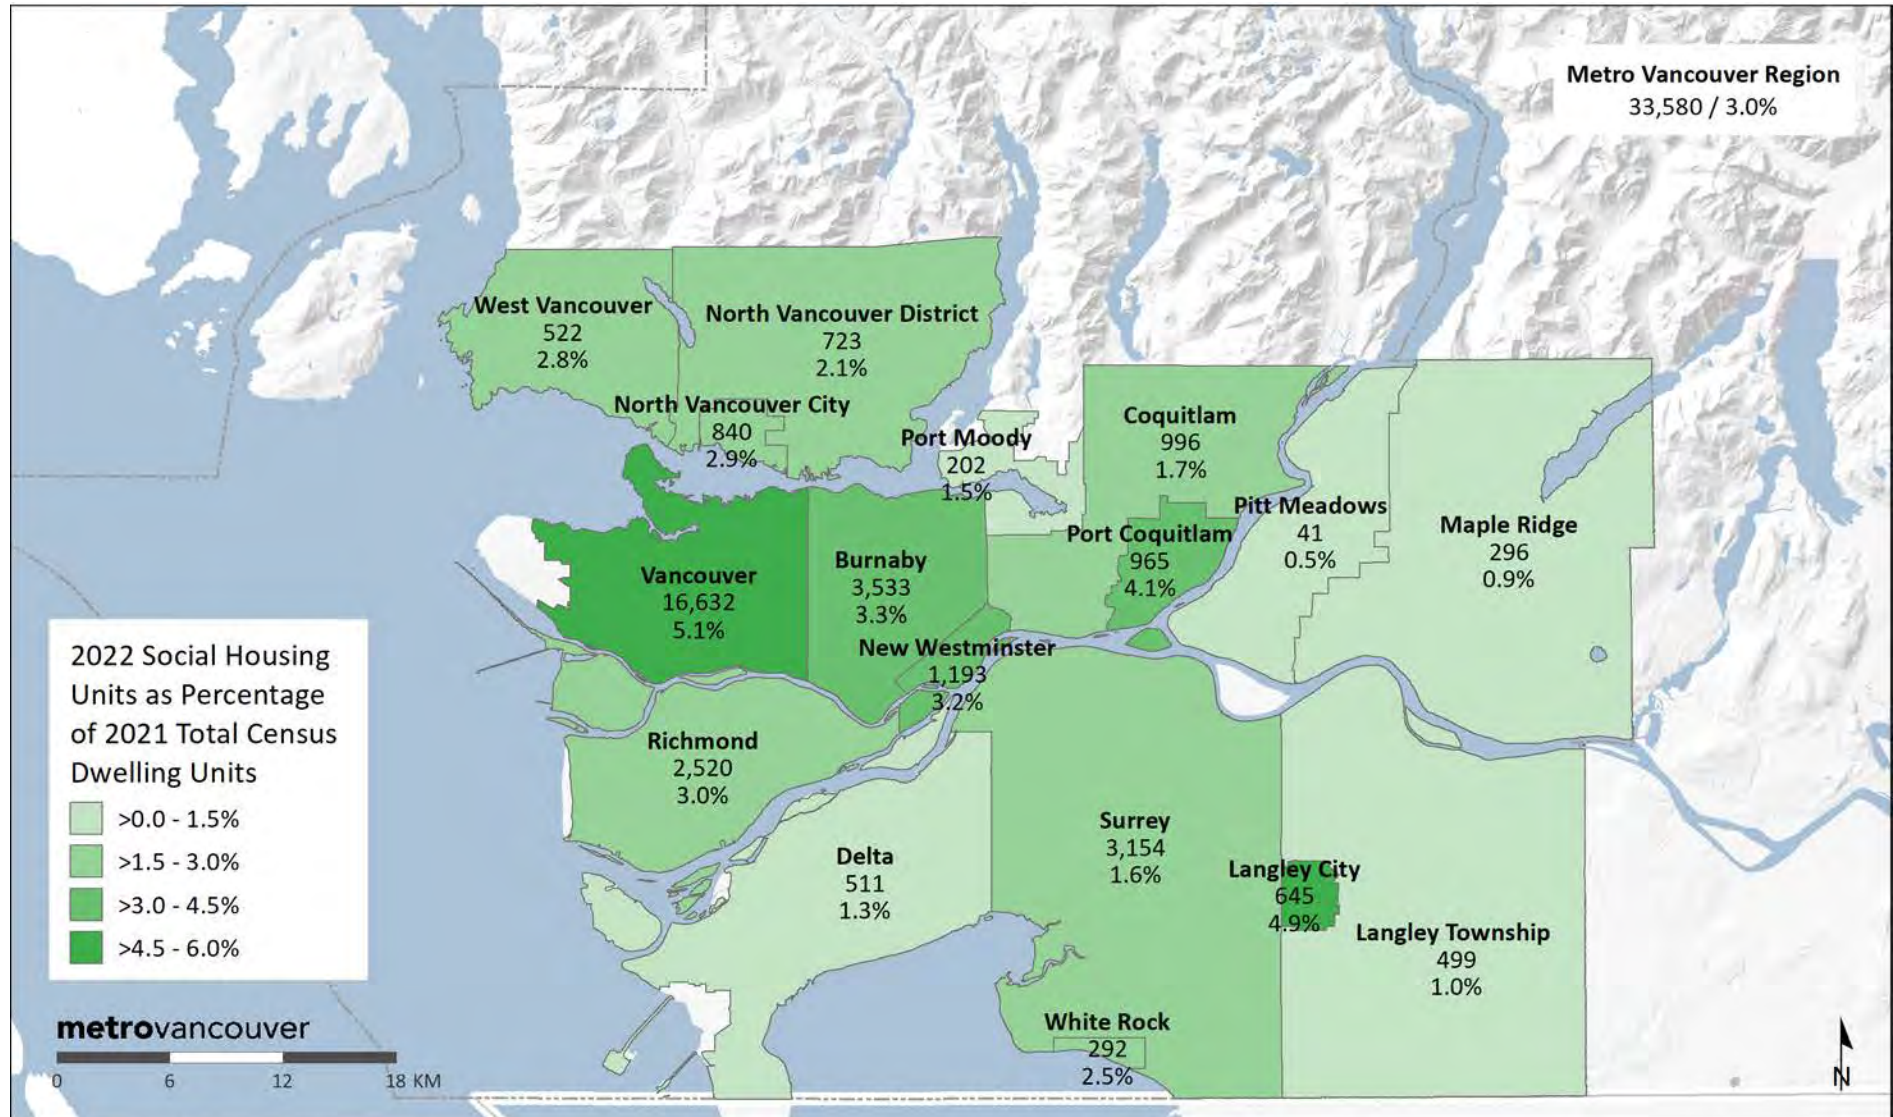 Metro Vancouver Region
33,580 / 3.0%
West Vancouver
522
2.8%
North Vancouver District
723
2.1%
North Vancouver City
840
2.9%
Port Moody
202
1.5%
Coquitlam
996
1.7%
Pitt Meadows
41
0.5%
Maple Ridge
296
0.9%
Port Coquitlam
965
4.1%
Vancouver
16,632
5.1%
Burnaby
3,533
3.3%
New Westminster
1,193
3.2%
Richmond
2,520
3.0%
Delta
511
1.3%
Surrey
3,154
1.6%
Langley City
645
4.9%
Langley Township
499
1.0%
White Rock
292
2.5%
2022 Social Housing
Units as Percentage
of 2021 Total Census
Dwelling Units
>0.0 - 1.5%
>1.5 - 3.0%
>3.0 - 4.5%
>4.5 - 6.0%
metrovancouver
0 6 12 18 KM
N